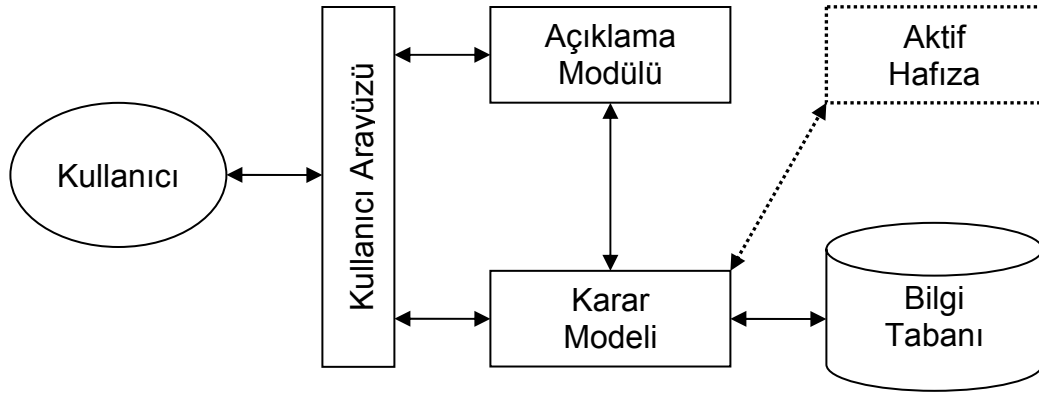 Kullanıcı
Kullanıcı Arayüzü
Açıklama
Modülü
Karar
Modeli
Aktif
Hafıza
Bilgi
Tabanı